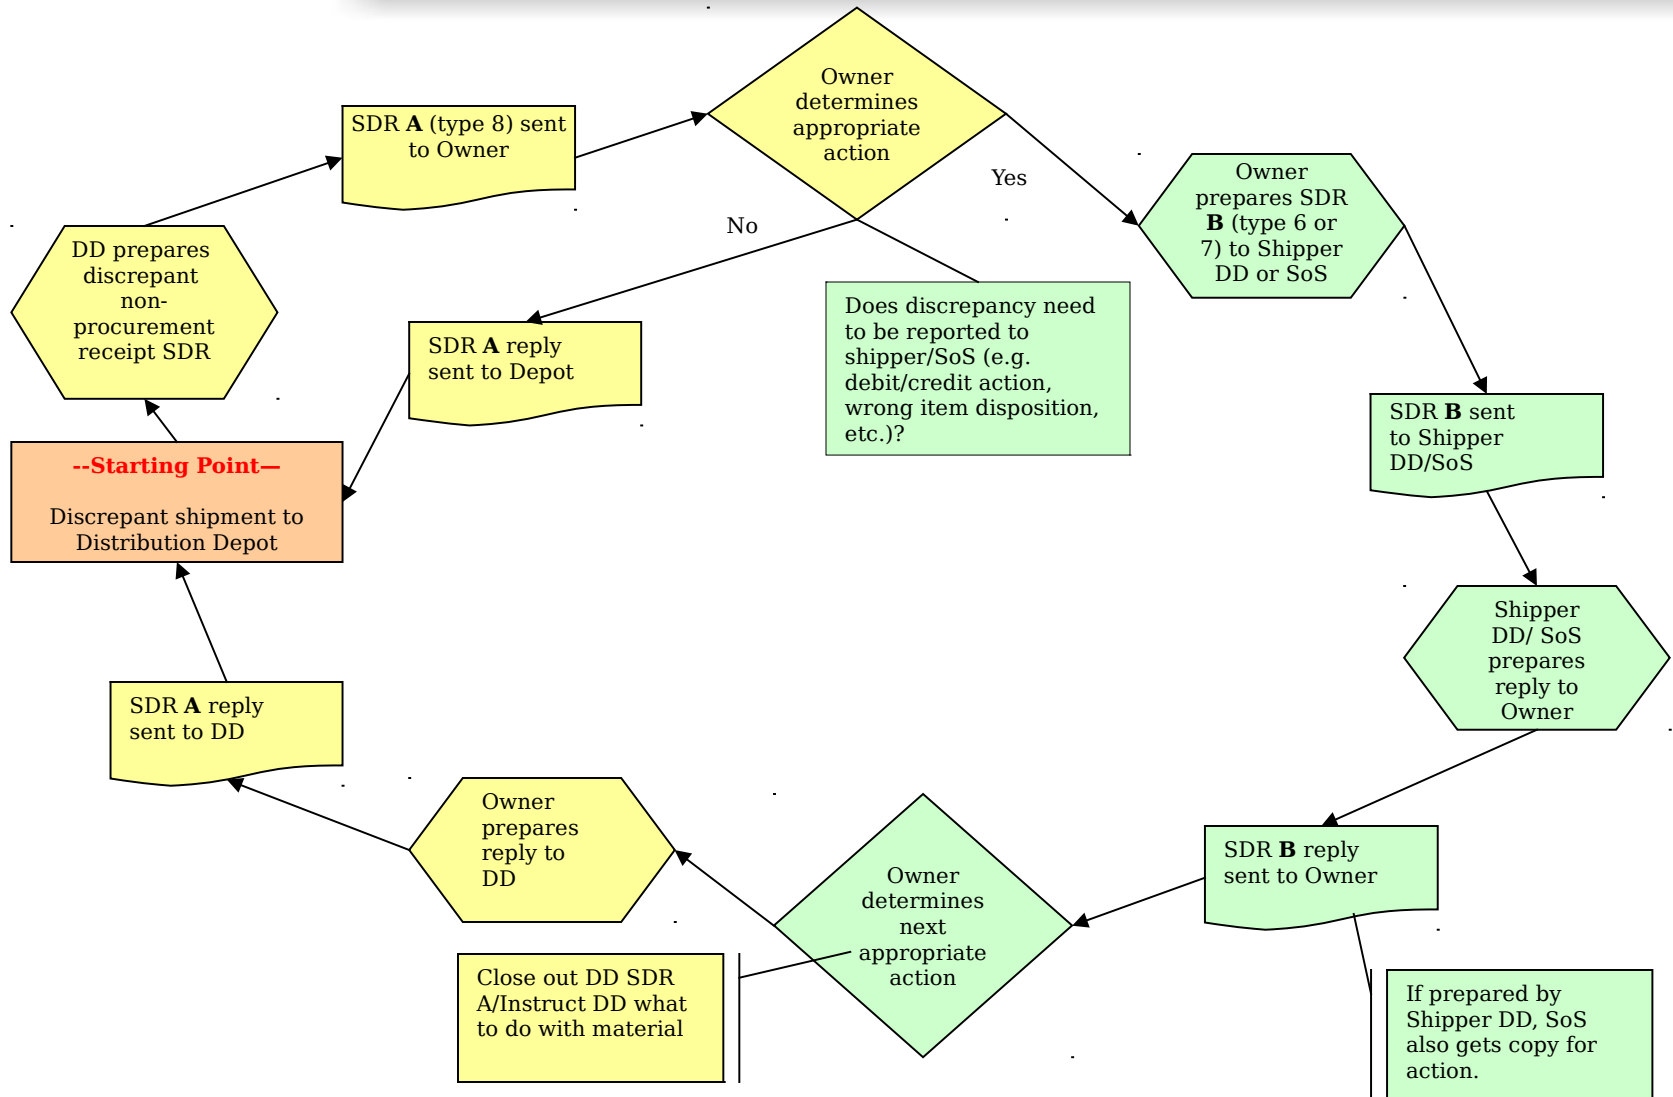 Owner
determines
appropriate
action
SDR A (type 8) sent
to Owner
Yes
No
Owner
prepares SDR
B (type 6 or
7) to Shipper
DD or SoS
DD prepares
discrepant
non-
procurement
receipt SDR
SDR A reply
sent to Depot
Does discrepancy need
to be reported to
shipper/SoS (e.g.
debit/credit action,
wrong item disposition,
etc.)?
SDR B sent
to Shipper
DD/SoS
--Starting Point—
Discrepant shipment to
Distribution Depot
Shipper
DD/ SoS
prepares
reply to
Owner
SDR A reply
sent to DD
Owner
prepares
reply to
DD
Owner
determines
next
appropriate
action
SDR B reply
sent to Owner
Close out DD SDR
A/Instruct DD what
to do with material
If prepared by
Shipper DD, SoS
also gets copy for
action.